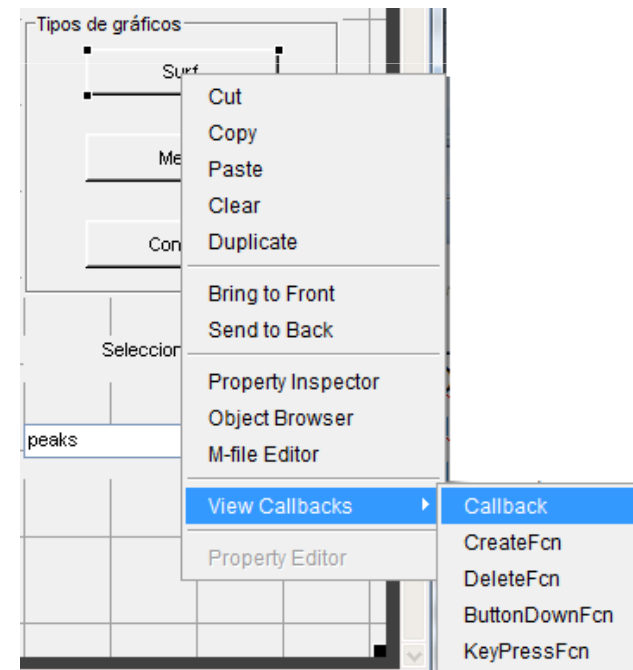 Tipos de gráficos
Surf
Cut
Copy
Me
Paste
Clear
Con
Duplicate
Bring to Front
Send to Back
Seleccion
Property Inspector
Object Browser
peaks
M-file Editor
View Callbacks
Callback
CreateFcn
Property Editor
DeleteFcn
ButtonDownFcn
KeyPressFcn